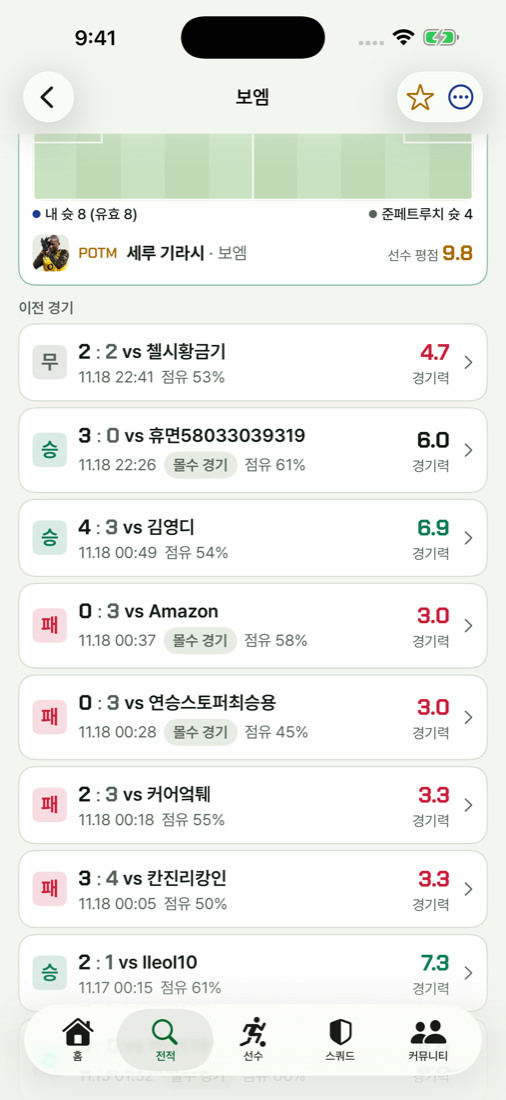 9:41
보엠
내 슛 8 (유효 8)
준페트루치 슛 4
POTM 세루 기라시 · 보엠
선수 평점 9.8
이전 경기
무
2 : 2 vs 첼시황금기
11.18 22:41 점유 53%
4.7
경기력
승
3 : 0 vs 휴면58033039319
11.18 22:26 몰수 경기 점유 61%
6.0
경기력
승
4 : 3 vs 김영디
11.18 00:49 점유 54%
6.9
경기력
패
0 : 3 vs Amazon
11.18 00:37 몰수 경기 점유 58%
3.0
경기력
패
0 : 3 vs 연승스토퍼최승용
11.18 00:28 몰수 경기 점유 45%
3.0
경기력
패
2 : 3 vs 커어엌퉤
11.18 00:18 점유 55%
3.3
경기력
패
3 : 4 vs 칸진리캉인
11.18 00:05 점유 50%
3.3
경기력
승
2 : 1 vs lleol10
11.17 00:15 점유 61%
7.3
경기력
홈
전적
선수
스쿼드
커뮤니티